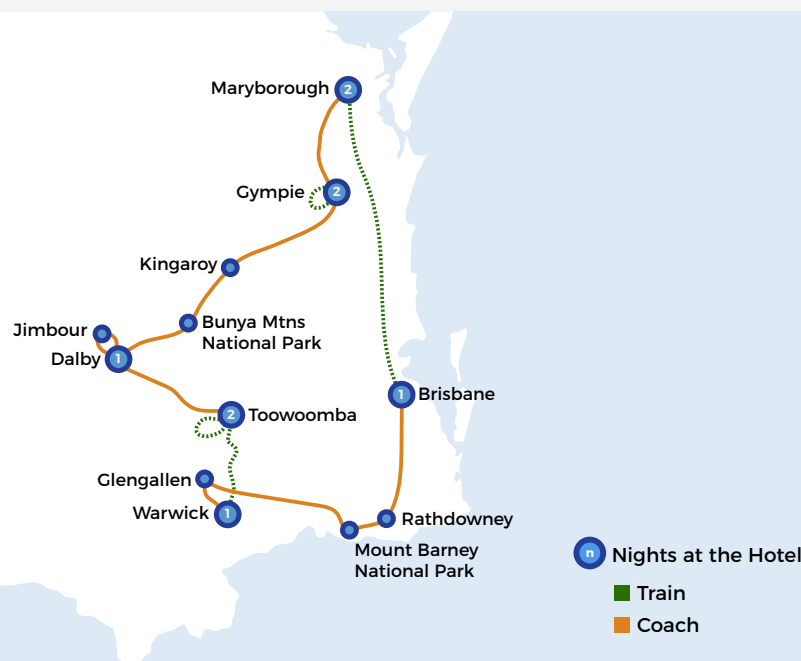 Maryborough
2
Gympie
2
Kingaroy
Bunya Mtns
National Park
Jimbour
Dalby
1
2
Toowoomba
1
Brisbane
Glengallen
Warwick
1
Rathdowney
Mount Barney
National Park
n
Nights at the Hotel
Train
Coach